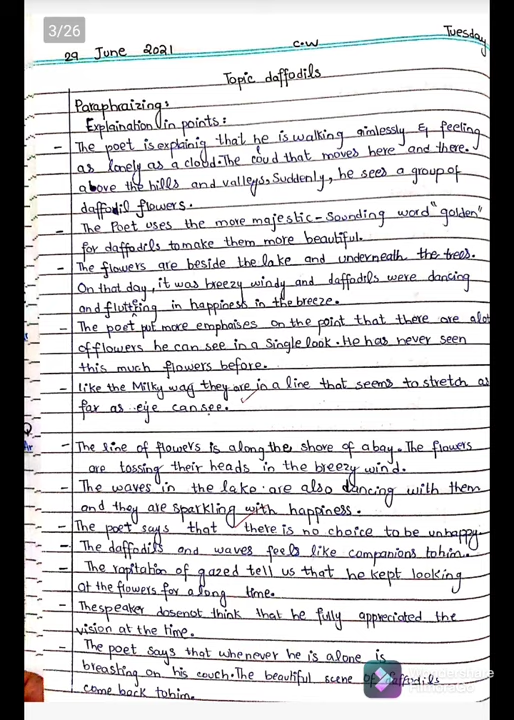 3/26
Tuesday
29 June 2021
C.W
Topic daffodils
Paraphraizing:
Explaination in points:
- The poet is explainig that he is walking aimlessly & feeling
as lonely as a cloud. The coud that moves here and there.
above the hills and valleys, Suddenly, he sees a group of
daffodil flowers.
- The Poet uses the more majestic-sounding word "golden"
for daffodils to make them more beautiful.
- The flowers are beside the lake and underneath the trees.
On that day, it was breezy windy and daffodils were dancing
and fluttring in happiness in the breeze.
- The poet put more emphaises on the point that there are alot
of flowers he can see in a single look. He has never seen
this much flowers before.
- like the Milky way they are in a line that seems to stretch as
far as eye can see.
- The line of flowers is along the shore of a bay. The flowers
are tossing their heads in the breezy wind.
- The waves in the lake are also dancing with them
and they are sparkling with happiness.
- The poet says that there is no choice to be unhappy
- The daffodils and waves feels like companions to him.
- The rapitation of gazed tell us that he kept looking
at the flowers for a long time.
- The speaker dosenot think that he fully appreciated the
vision at the time.
- The poet says that whenever he is alone is
breasting on his couch. The beautiful scene of daffodils
come back to him.